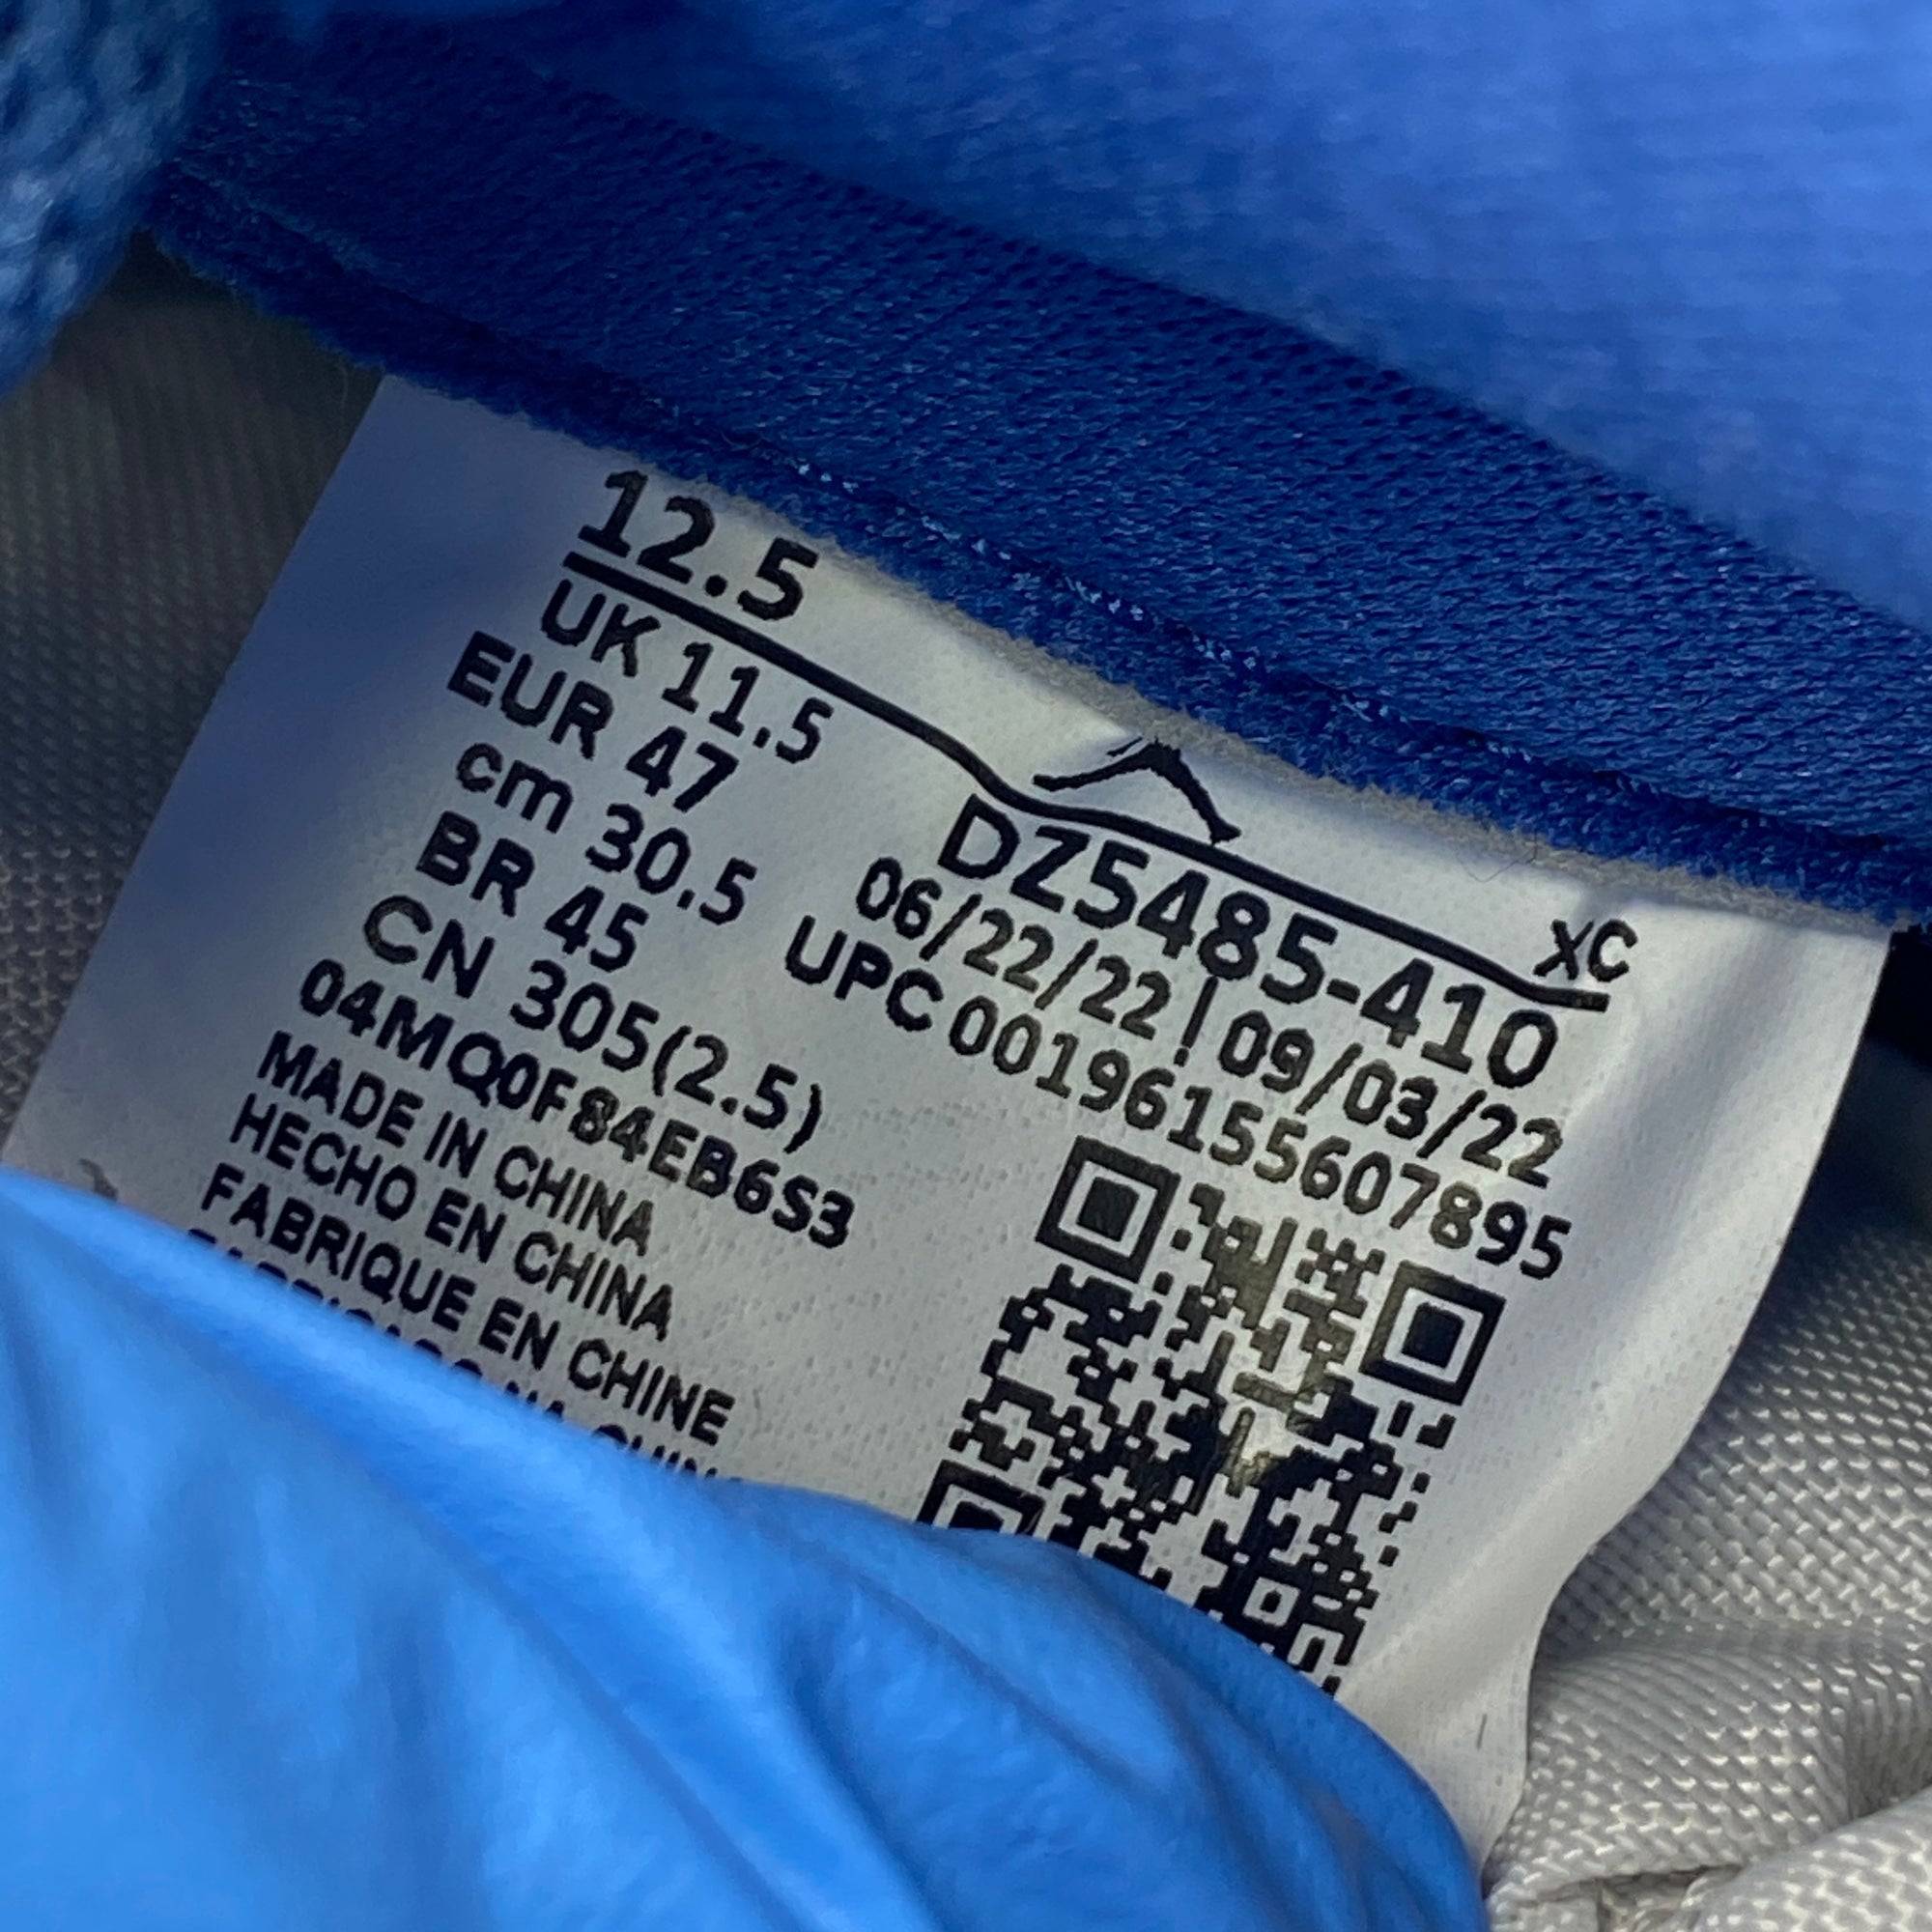 12.5
UK 11.5
EUR 47
cm 30.5
BR 45
CN 305(2.5)
04MQ0F84EB6S3
MADE IN CHINA
HECHO EN CHINA
FABRIQUE EN CHINE
XC
DZ5485-410
06/22/22 | 09/03/22
UPC 00196155607895